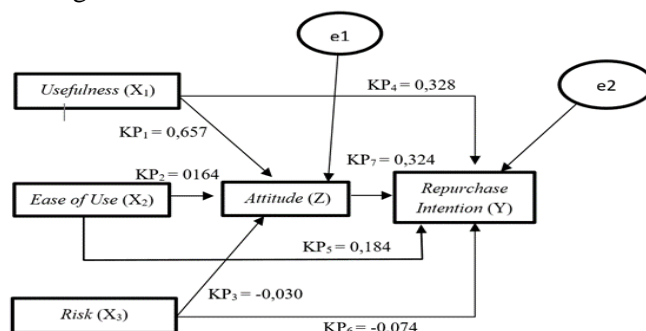 e1
e2
Usefulness (X₁)
KP₄ = 0,328
KP₁ = 0,657
KP₇ = 0,324
KP₂ = 0164
Ease of Use (X₂)
Attitude (Z)
Repurchase
Intention (Y)
KP₅ = 0,184
KP₃ = -0,030
Risk (X₃)
KP₆ = -0,074